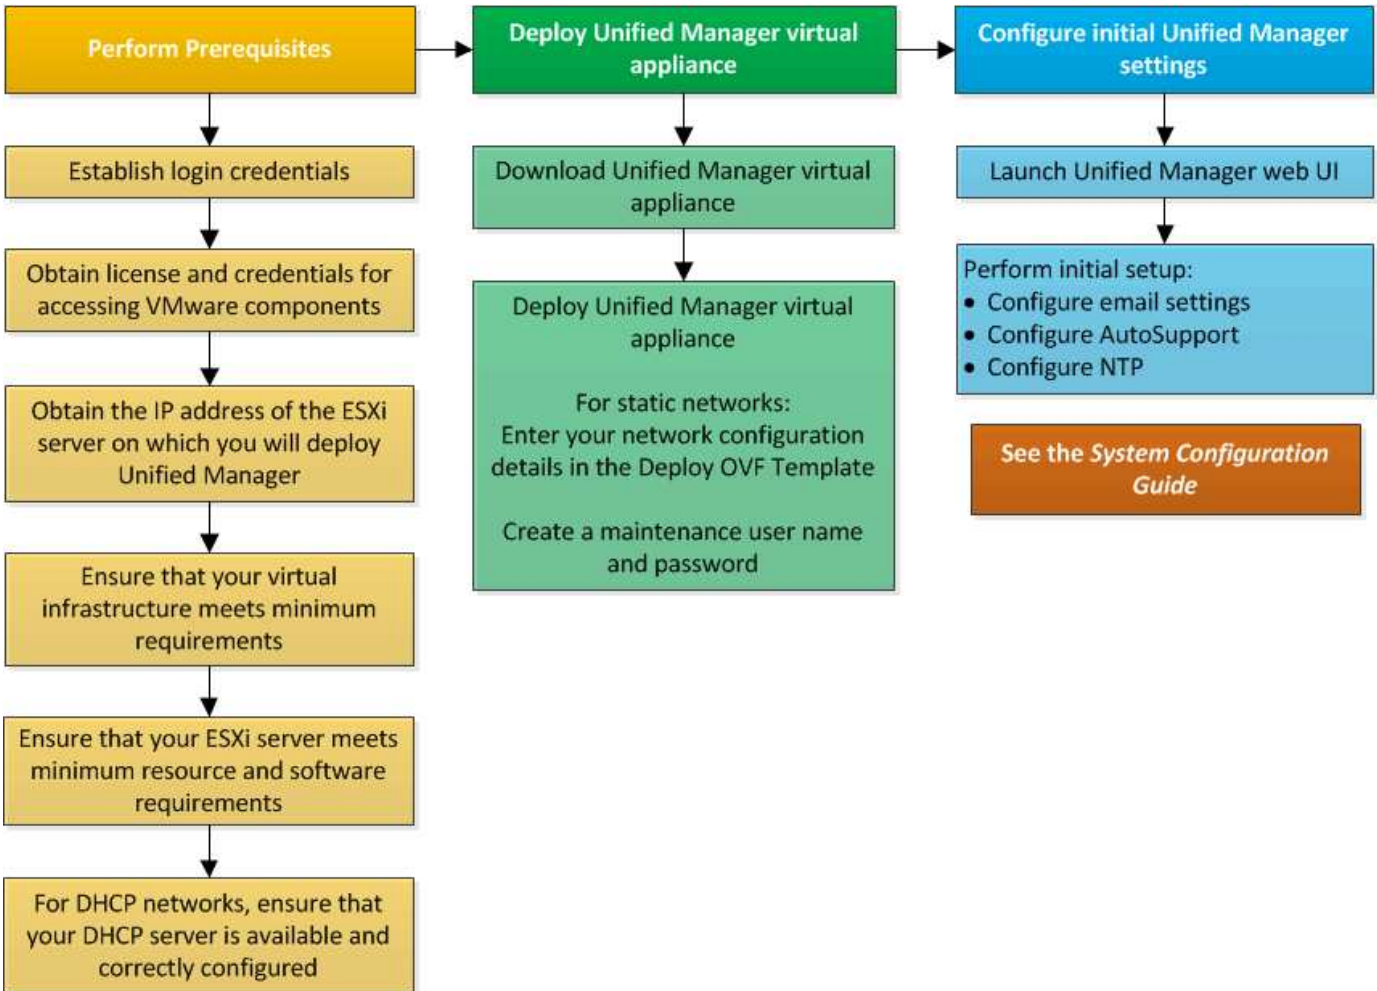 Perform Prerequisites
Establish login credentials
Obtain license and credentials for
accessing VMware components
Obtain the IP address of the ESXi
server on which you will deploy
Unified Manager
Ensure that your virtual
infrastructure meets minimum
requirements
Ensure that your ESXi server meets
minimum resource and software
requirements
For DHCP networks, ensure that
your DHCP server is available and
correctly configured
Deploy Unified Manager virtual
appliance
Download Unified Manager virtual
appliance
Deploy Unified Manager virtual
appliance
For static networks:
Enter your network configuration
details in the Deploy OVF Template
Create a maintenance user name
and password
Configure initial Unified Manager
settings
Launch Unified Manager web UI
Perform initial setup:
• Configure email settings
• Configure AutoSupport
• Configure NTP
See the System Configuration
Guide